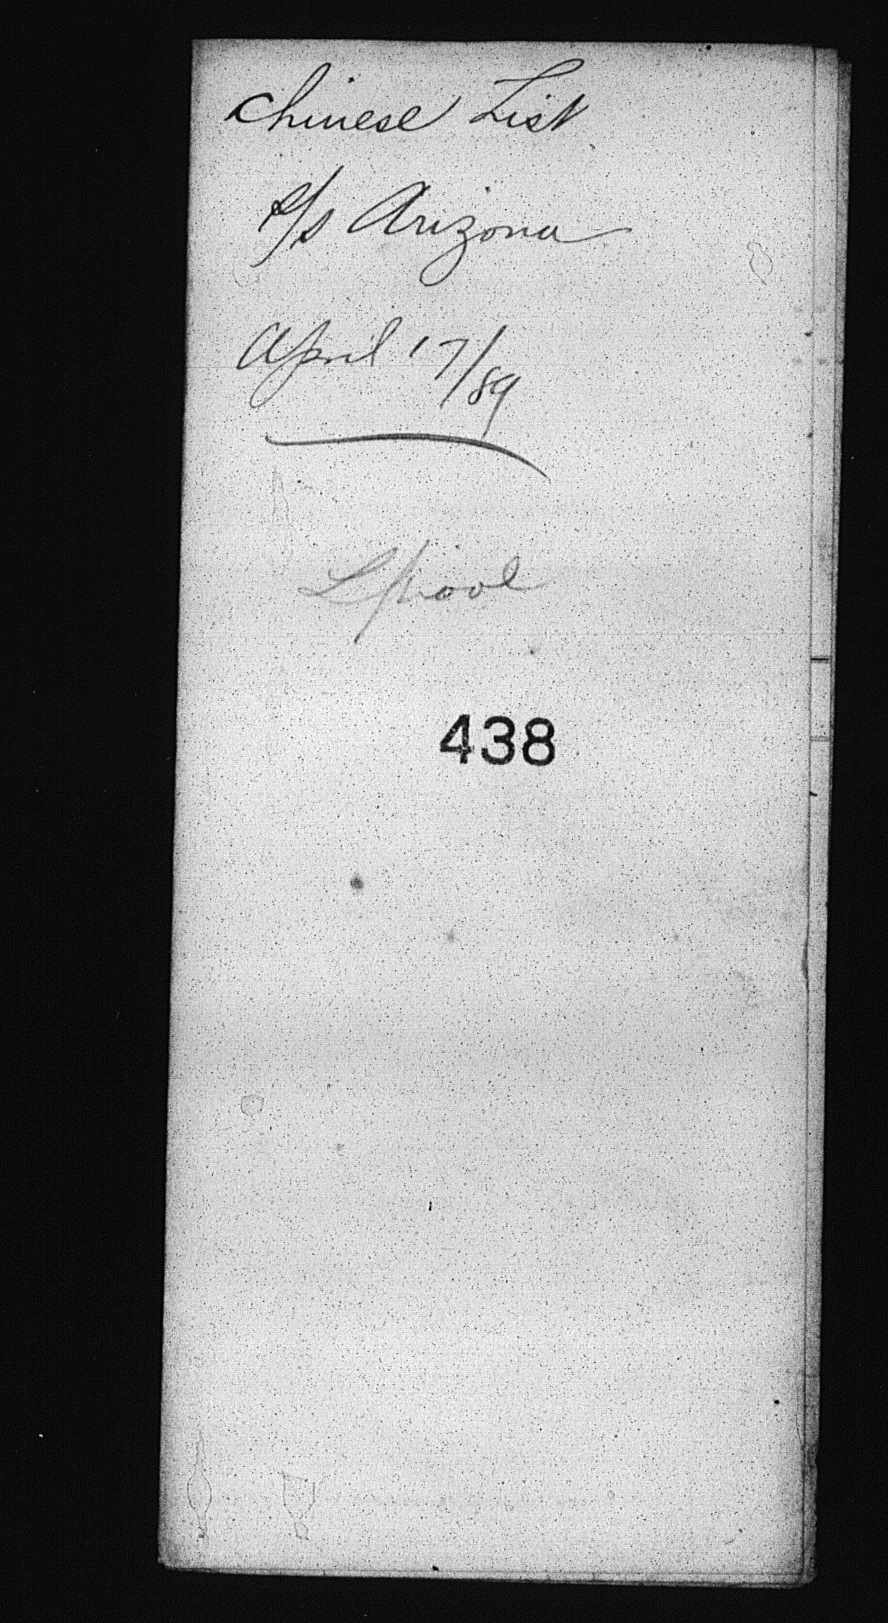 Chinese List
S/S Arizona
April 17/89
L'pool
438